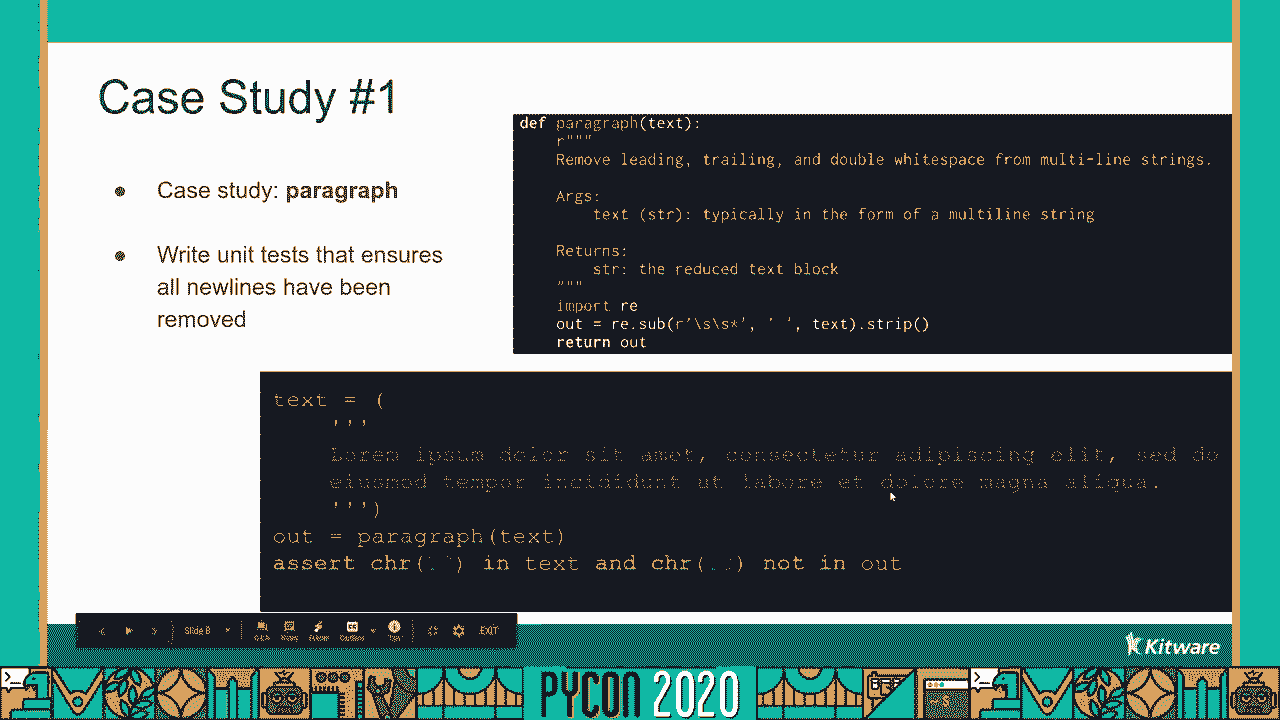 Case Study #1
● Case study: paragraph
● Write unit tests that ensures
all newlines have been
removed
def paragraph(text):
r"""
Remove leading, trailing, and double whitespace from multi-line strings.
Args:
text (str): typically in the form of a multiline string
Returns:
str: the reduced text block
"""
import re
out = re.sub(r'\s\s*', ' ', text).strip()
return out
text = (
'''
Lorem ipsum dolor sit amet, consectetur adipiscing elit, sed do
eiusmod tempor incididunt ut labore et dolore magna aliqua.
''')
out = paragraph(text)
assert chr( ) in text and chr( ) not in out
Slide 8
EXIT
Kitware
PYCON 2020